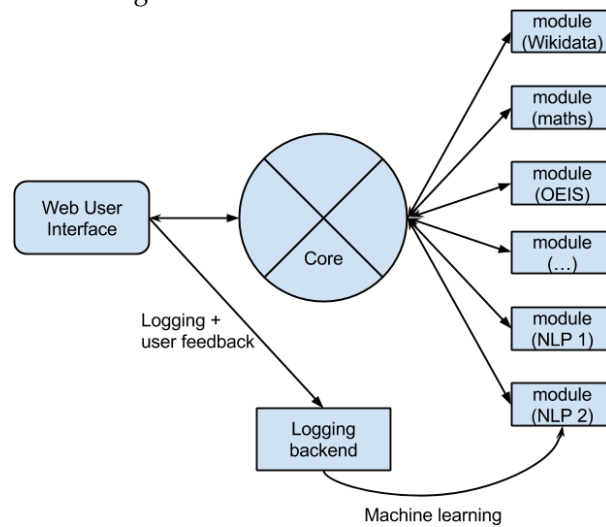 module
(Wikidata)
module
(maths)
module
(OEIS)
module
(...)
module
(NLP 1)
module
(NLP 2)
Web User
Interface
Core
Logging +
user feedback
Logging
backend
Machine learning